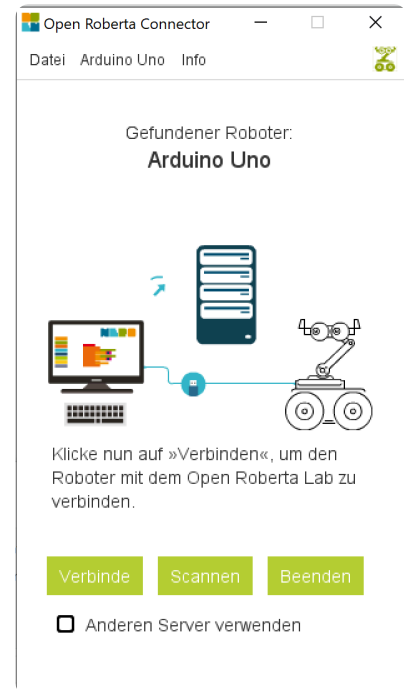 Open Roberta Connector
Datei Arduino Uno Info
Gefundener Roboter:
Arduino Uno
Klicke nun auf »Verbinden«, um den
Roboter mit dem Open Roberta Lab zu
verbinden.
Verbinde Scannen Beenden
Anderen Server verwenden